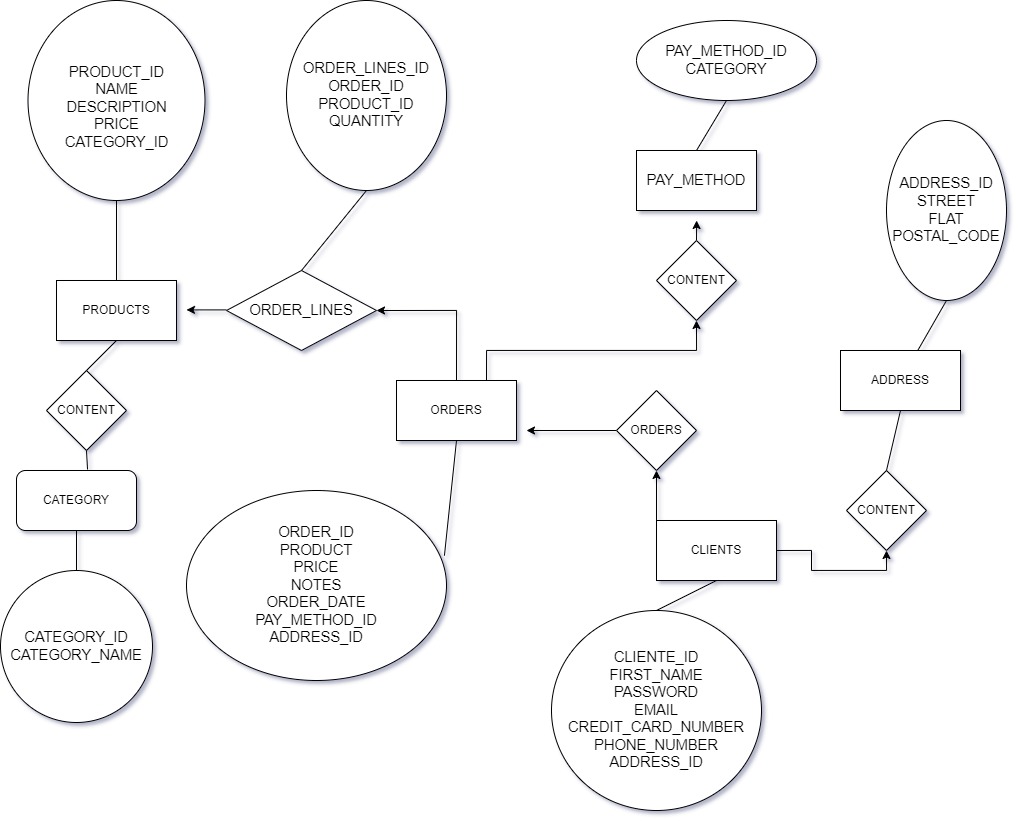 PRODUCT_ID
NAME
DESCRIPTION
PRICE
CATEGORY_ID
ORDER_LINES_ID
ORDER_ID
PRODUCT_ID
QUANTITY
PAY_METHOD_ID
CATEGORY
PAY_METHOD
ADDRESS_ID
STREET
FLAT
POSTAL_CODE
CONTENT
PRODUCTS
ORDER_LINES
ADDRESS
CONTENT
ORDERS
ORDERS
CATEGORY
CONTENT
CLIENTS
ORDER_ID
PRODUCT
PRICE
NOTES
ORDER_DATE
PAY_METHOD_ID
ADDRESS_ID
CATEGORY_ID
CATEGORY_NAME
CLIENTE_ID
FIRST_NAME
PASSWORD
EMAIL
CREDIT_CARD_NUMBER
PHONE_NUMBER
ADDRESS_ID